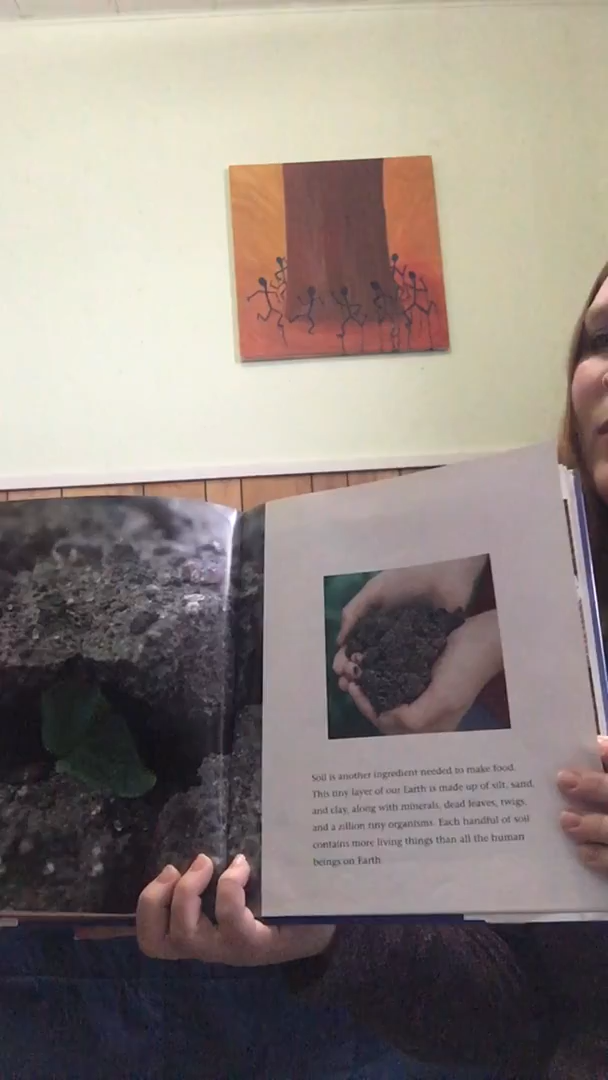 Soil is another ingredient needed to make food.
This tiny layer of our Earth is made up of silt, sand,
and clay, along with minerals, dead leaves, twigs,
and a zillion tiny organisms. Each handful of soil
contains more living things than all the human
beings on Earth.